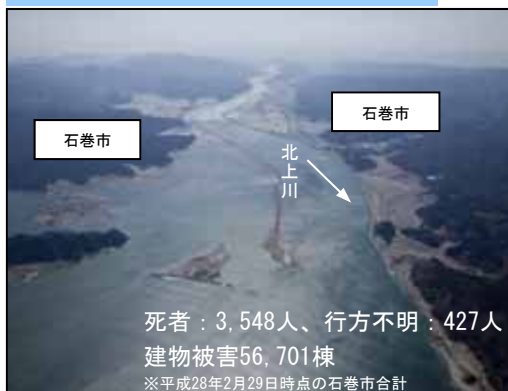 石巻市
石巻市
北上川
死者：3,548人、行方不明：427人
建物被害56,701棟
※平成28年2月29日時点の石巻市合計